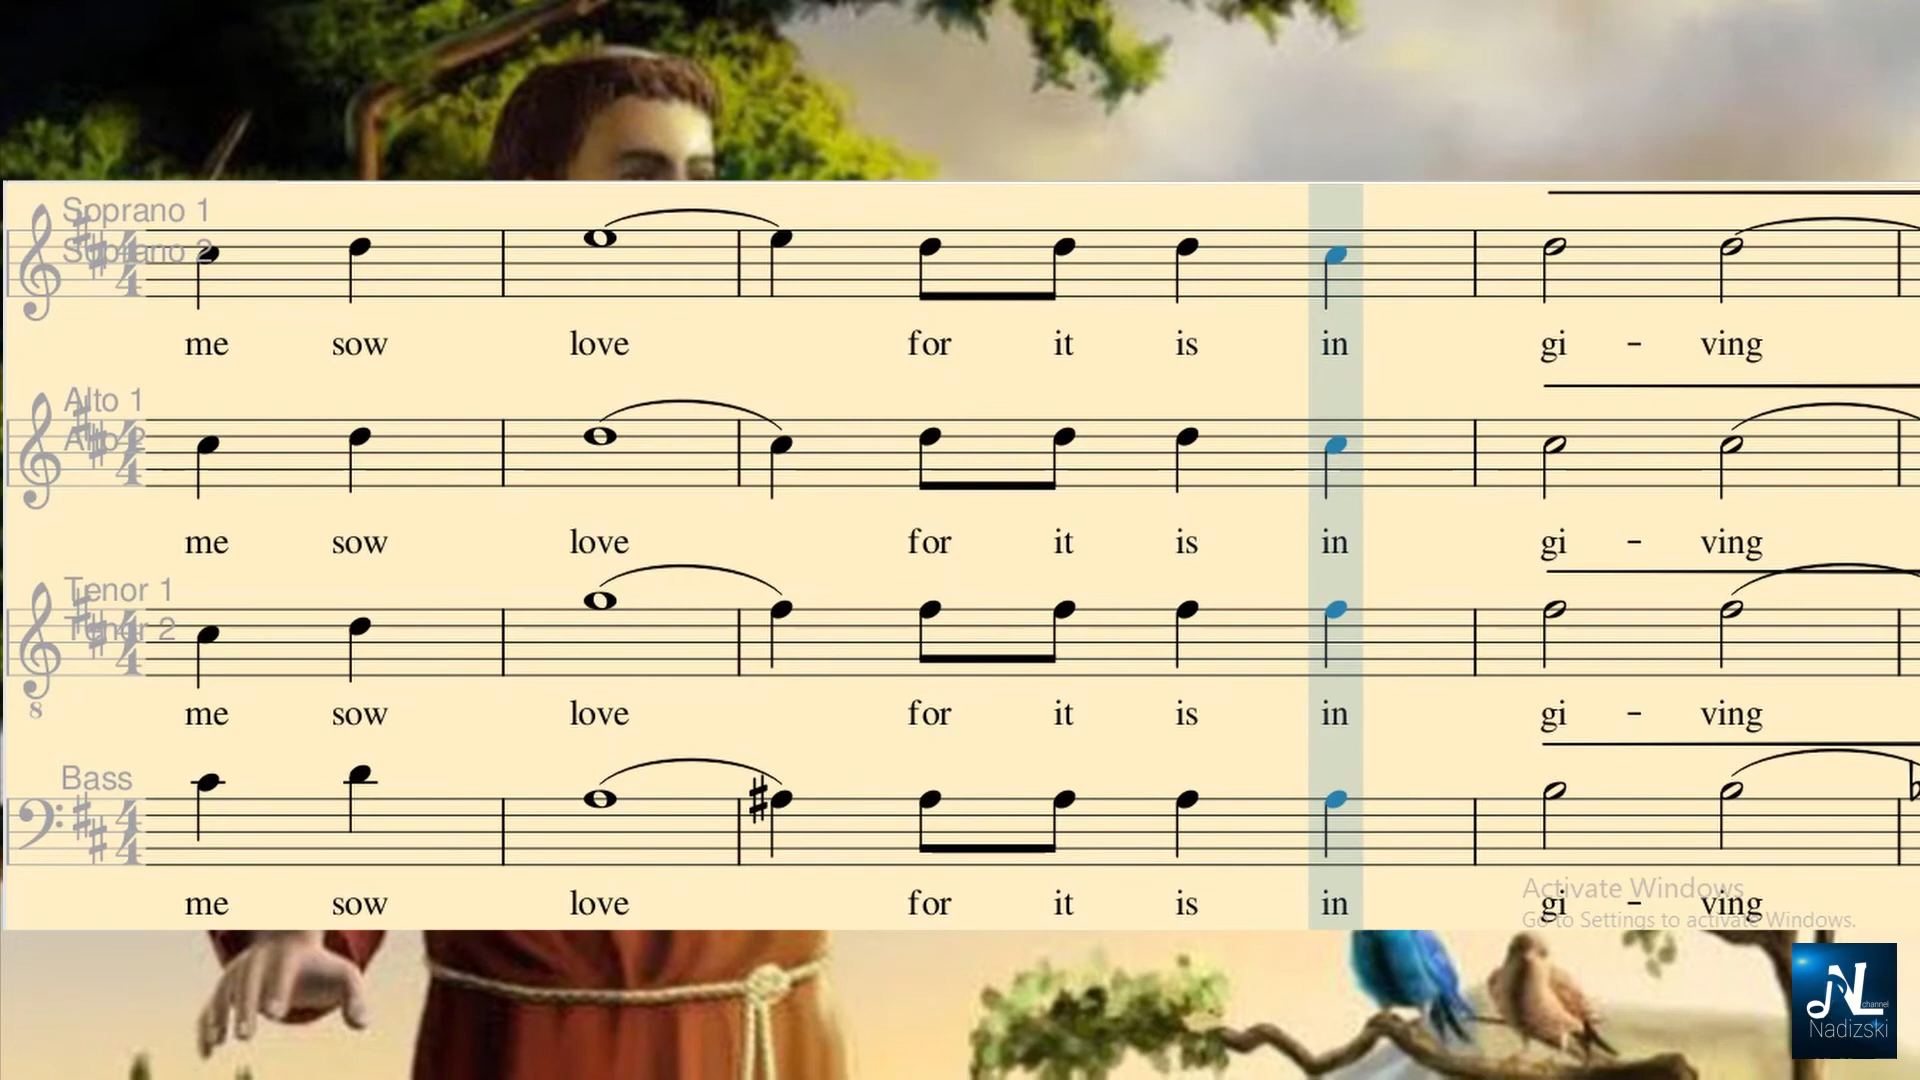 Soprano 1
Soprano 2
me sow love for it is in gi - ving
Alto 1
Alto 2
me sow love for it is in gi - ving
Tenor 1
Tenor 2
8
me sow love for it is in gi - ving
Bass
me sow love for it is in gi - ving
Activate Windows
Go to Settings to activate Windows.
N channel
Nadizski